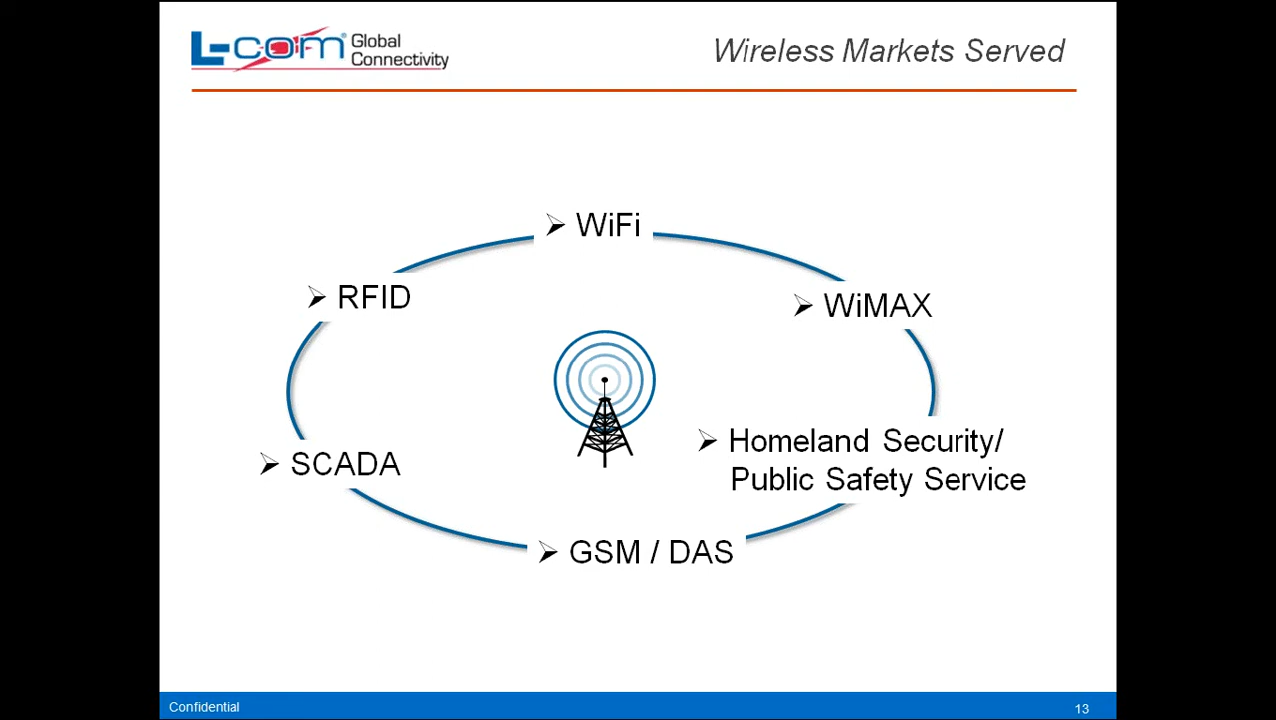 L-com® Global
Connectivity
Wireless Markets Served
➢ WiFi
➢ RFID
➢ WiMAX
➢ Homeland Security/
Public Safety Service
➢ SCADA
➢ GSM / DAS
Confidential
13